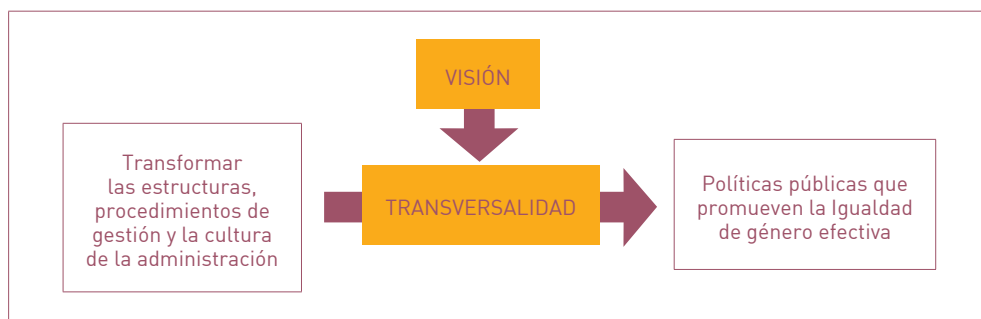 VISIÓN
Transformar
las estructuras,
procedimientos de
gestión y la cultura
de la administración
TRANSVERSALIDAD
Políticas públicas que
promueven la Igualdad
de género efectiva